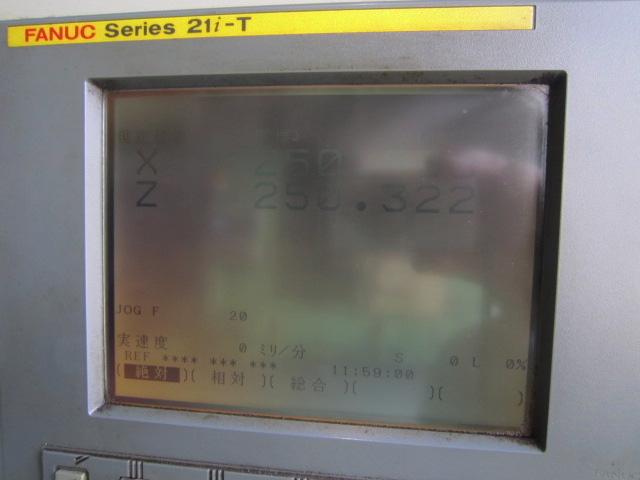 FANUC Series 21i-T
X 250
Z 250.322
JOG F 20
実速度 0 ミリ/分 S 0 L 0%
REF **** *** *** 11:59:00
( 絶対 )( 相対 )( 総合 )( )( )